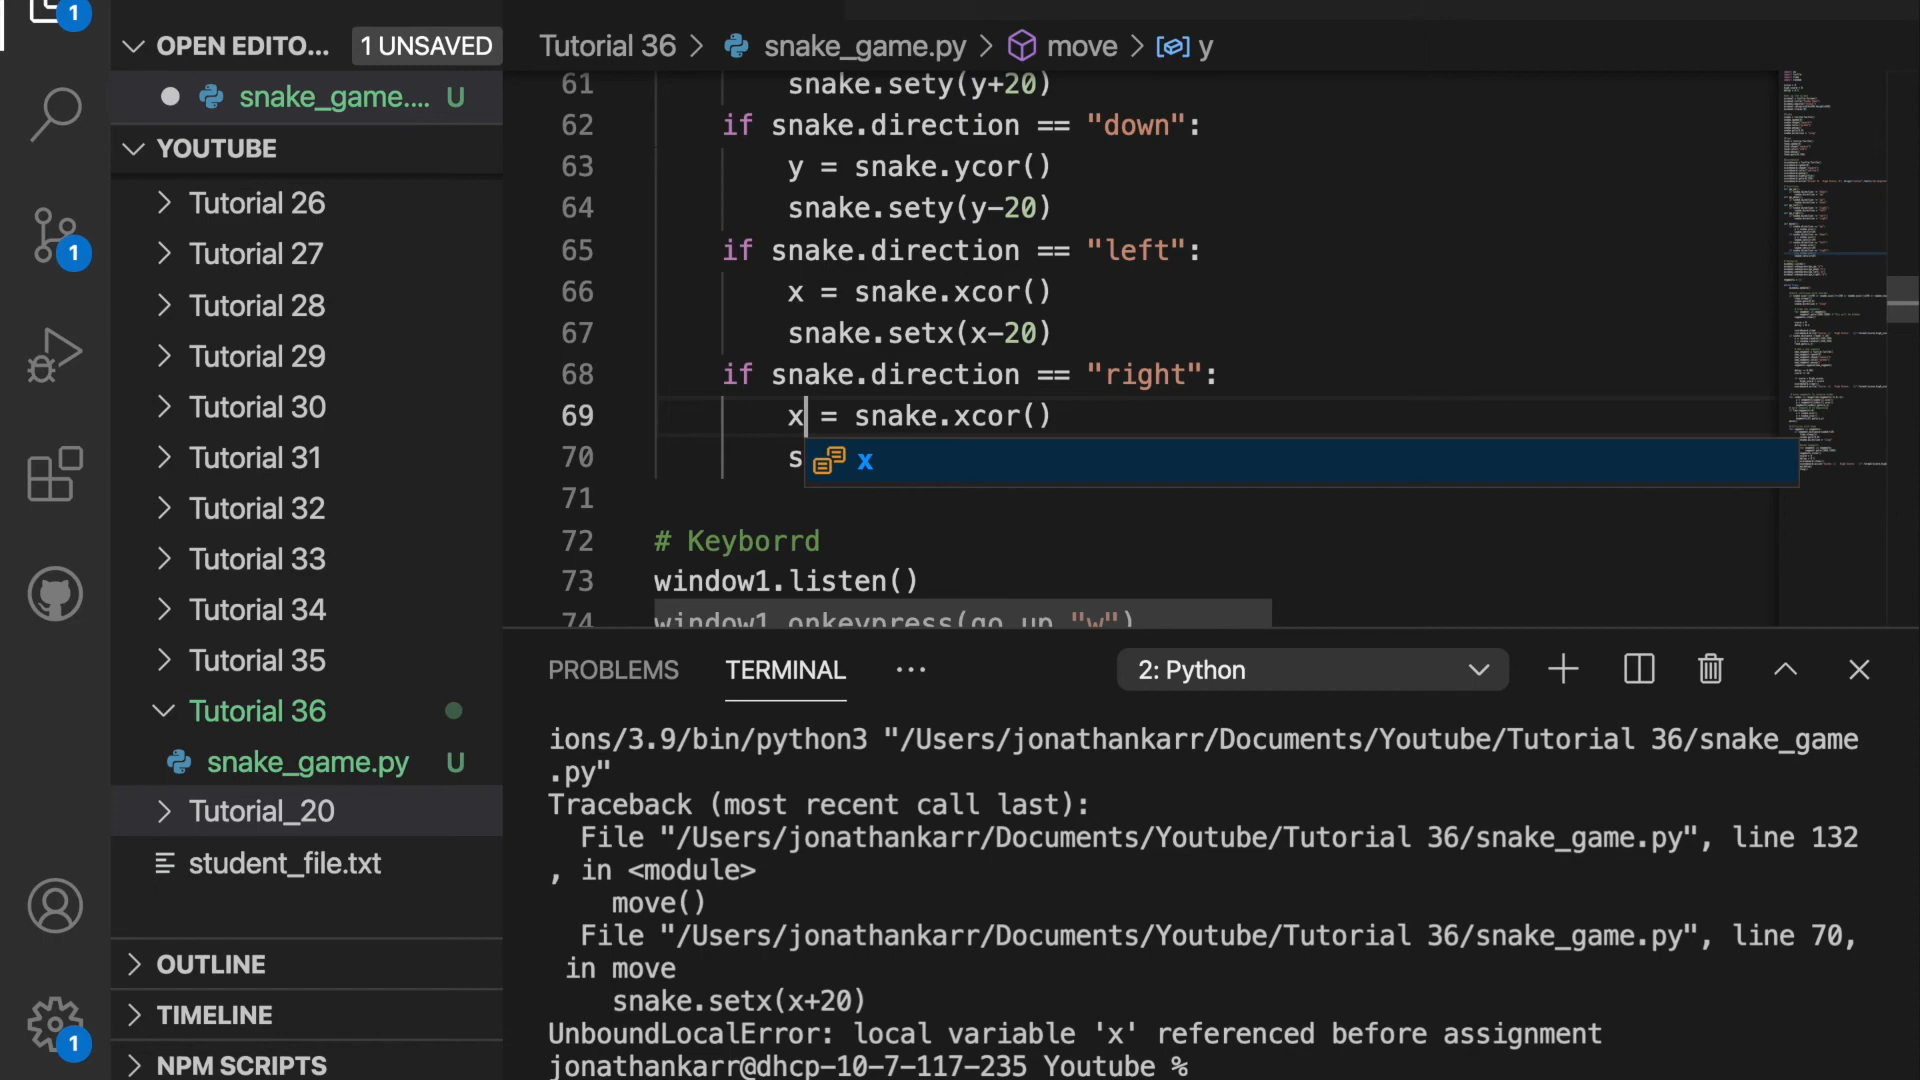 1
OPEN EDITO... 1 UNSAVED
snake_game.... U
YOUTUBE
Tutorial 26
Tutorial 27
Tutorial 28
Tutorial 29
Tutorial 30
Tutorial 31
Tutorial 32
Tutorial 33
Tutorial 34
Tutorial 35
Tutorial 36
snake_game.py U
Tutorial_20
student_file.txt
OUTLINE
TIMELINE
NPM SCRIPTS
1
1
Tutorial 36 > snake_game.py > move > y
61 snake.sety(y+20)
62 if snake.direction == "down":
63 y = snake.ycor()
64 snake.sety(y-20)
65 if snake.direction == "left":
66 x = snake.xcor()
67 snake.setx(x-20)
68 if snake.direction == "right":
69 x = snake.xcor()
70 s
x
71
72 # Keyborrd
73 window1.listen()
74 window1.onkeypress(go_up,"w")
PROBLEMS TERMINAL ... 2: Python
ions/3.9/bin/python3 "/Users/jonathankarr/Documents/Youtube/Tutorial 36/snake_game
.py"
Traceback (most recent call last):
File "/Users/jonathankarr/Documents/Youtube/Tutorial 36/snake_game.py", line 132
, in <module>
move()
File "/Users/jonathankarr/Documents/Youtube/Tutorial 36/snake_game.py", line 70,
in move
snake.setx(x+20)
UnboundLocalError: local variable 'x' referenced before assignment
jonathankarr@dhcp-10-7-117-235 Youtube %